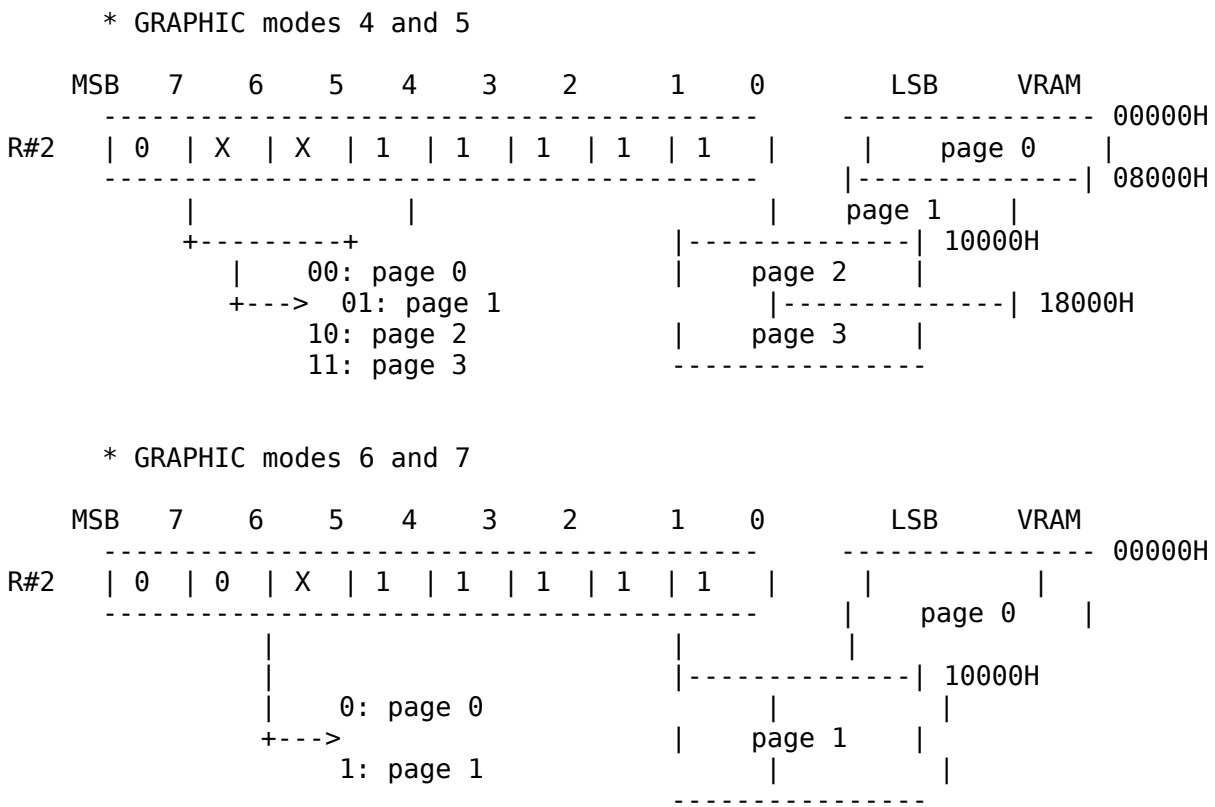 * GRAPHIC modes 4 and 5
MSB 7 6 5 4 3 2 1 0 LSB VRAM
---------------------------------------- ---------------- 00000H
R#2 | 0 | X | X | 1 | 1 | 1 | 1 | 1 | | page 0 |
---------------------------------------- |--------------| 08000H
| | | page 1 |
+---------+ |--------------| 10000H
| 00: page 0 | page 2 |
+---> 01: page 1 |--------------| 18000H
10: page 2 | page 3 |
11: page 3 ----------------
* GRAPHIC modes 6 and 7
MSB 7 6 5 4 3 2 1 0 LSB VRAM
---------------------------------------- ---------------- 00000H
R#2 | 0 | 0 | X | 1 | 1 | 1 | 1 | 1 | | |
---------------------------------------- | page 0 |
| | |
| |--------------| 10000H
| 0: page 0 | |
+---> | page 1 |
1: page 1 | |
----------------